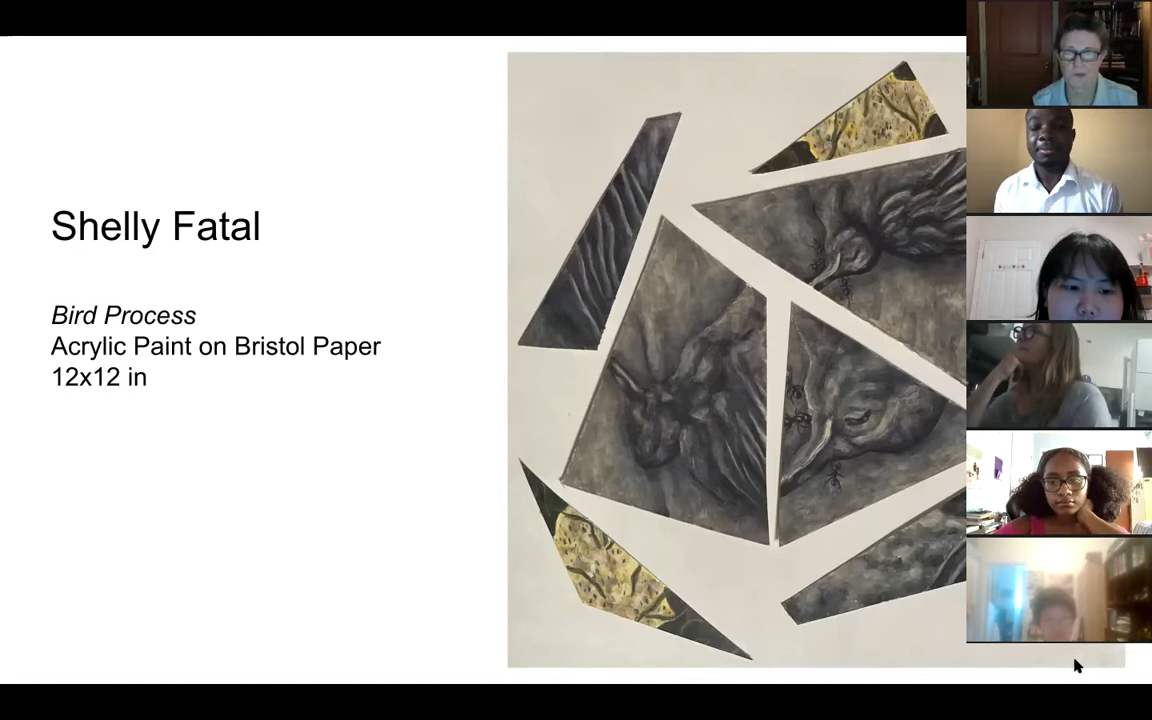 Shelly Fatal
Bird Process
Acrylic Paint on Bristol Paper
12x12 in